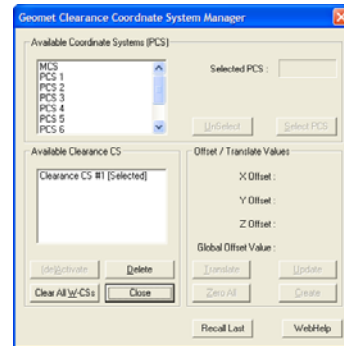 Geomet Clearance Coordnate System Manager
Available Coordinate Systems (PCS)
MCS
PCS 1
PCS 2
PCS 3
PCS 4
PCS 5
PCS 6
Selected PCS :
UnSelect
Select PCS
Available Clearance CS
Clearance CS #1 [Selected]
(de)Activate
Delete
Clear All W-CSs
Close
Offset / Translate Values
X Offset :
Y Offset :
Z Offset :
Global Offset Value :
Translate
Update
Zero All
Create
Recall Last
WebHelp